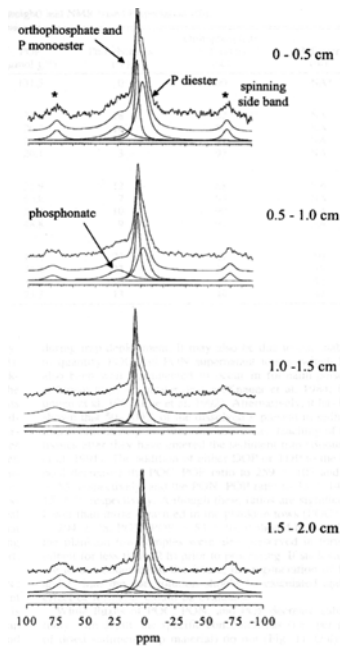 orthophosphate and
P monoester
0 - 0.5 cm
P diester
*
*
spinning
side band
0.5 - 1.0 cm
phosphonate
1.0 -1.5 cm
1.5 - 2.0 cm
100 75 50 25 0 -25 -50 -75 -100
ppm